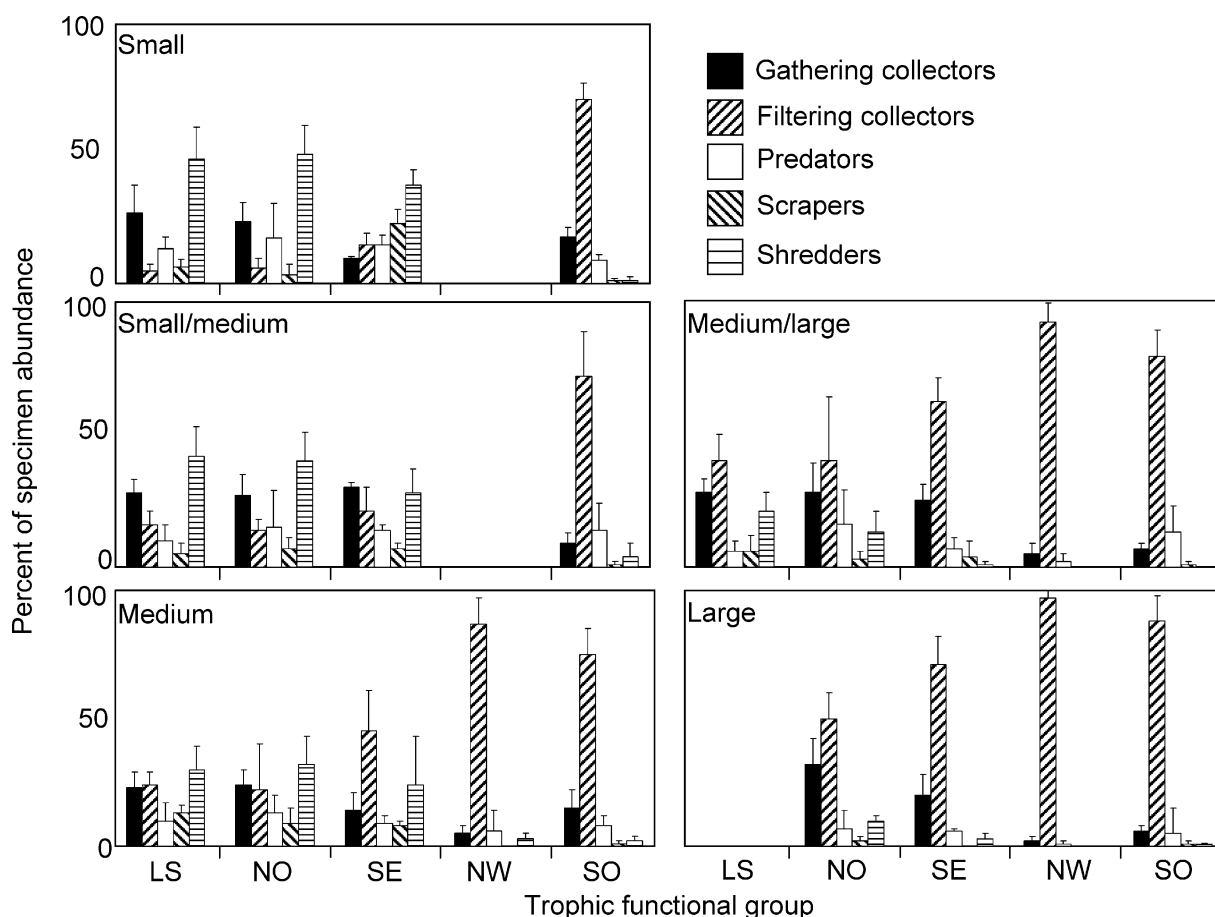 100
Small
50
0
Gathering collectors
Filtering collectors
Predators
Scrapers
Shredders
Percent of specimen abundance
100
Small/medium
50
0
Medium/large
100
Medium
50
0
Large
LS NO SE NW SO
LS NO SE NW SO
Trophic functional group